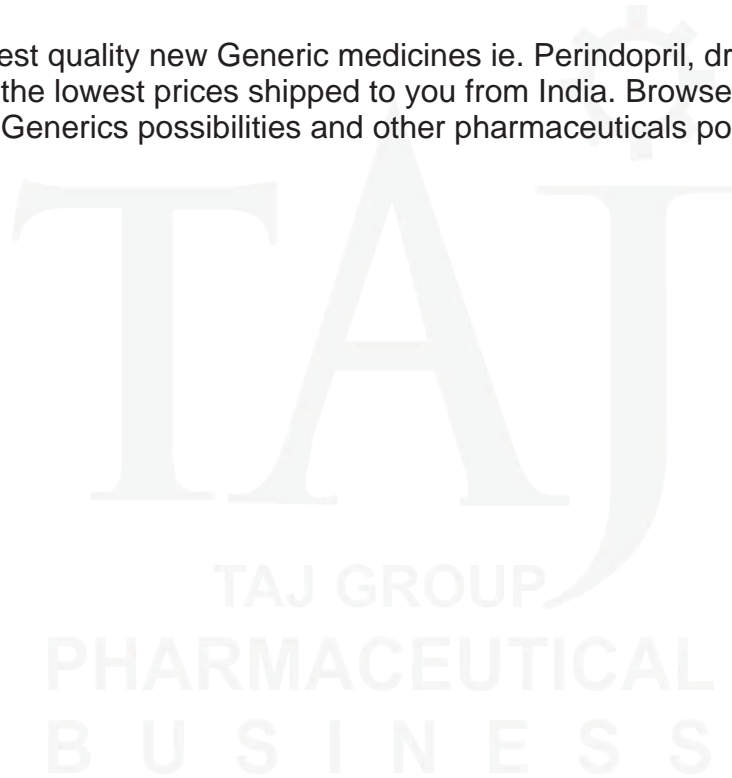 est quality new Generic medicines ie. Perindopril, dr
the lowest prices shipped to you from India. Browse
Generics possibilities and other pharmaceuticals po
TAJ
TAJ GROUP
PHARMACEUTICAL
BUSINESS